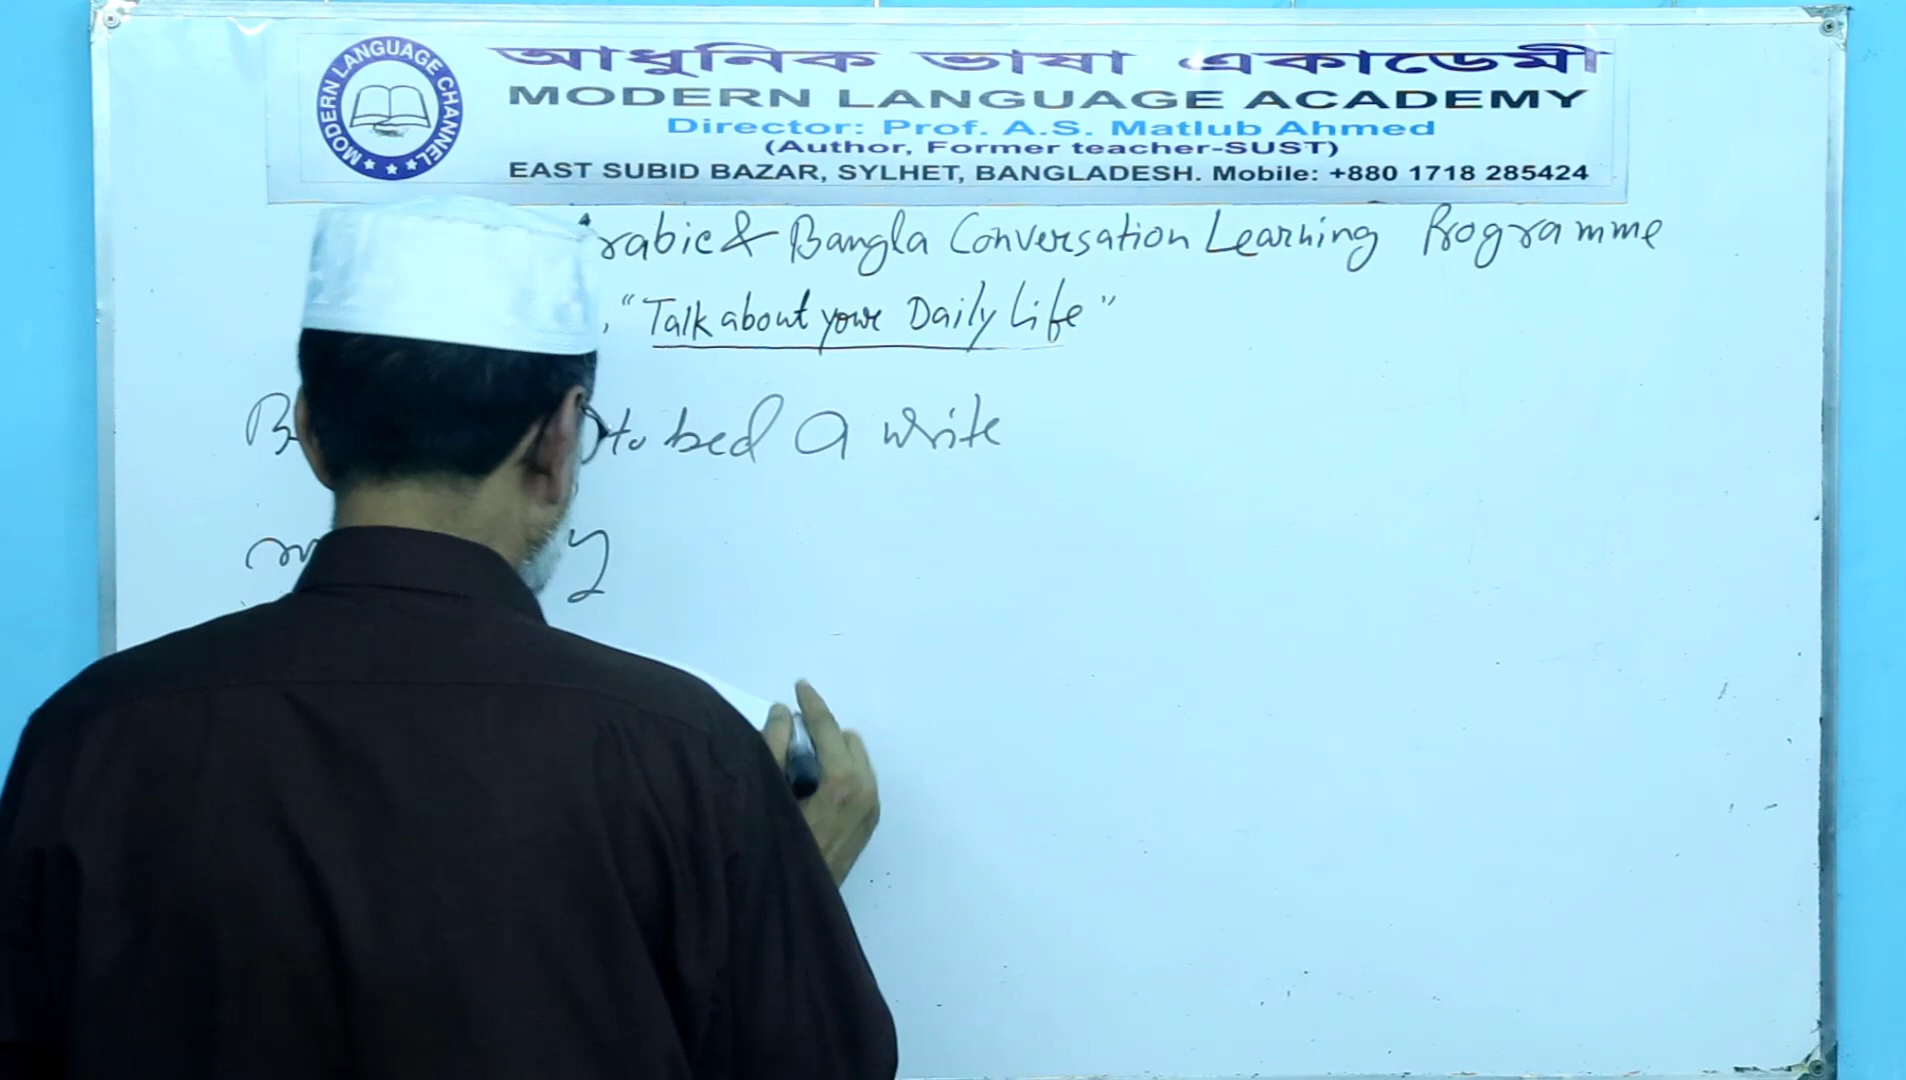 MODERN LANGUAGE CHANNEL
আধুনিক ভাষা একাডেমী
MODERN LANGUAGE ACADEMY
Director: Prof. A.S. Matlub Ahmed
(Author, Former teacher-SUST)
EAST SUBID BAZAR, SYLHET, BANGLADESH. Mobile: +880 1718 285424
Arabic & Bangla Conversation Learning Programme
"Talk about your Daily Life"
to bed a write